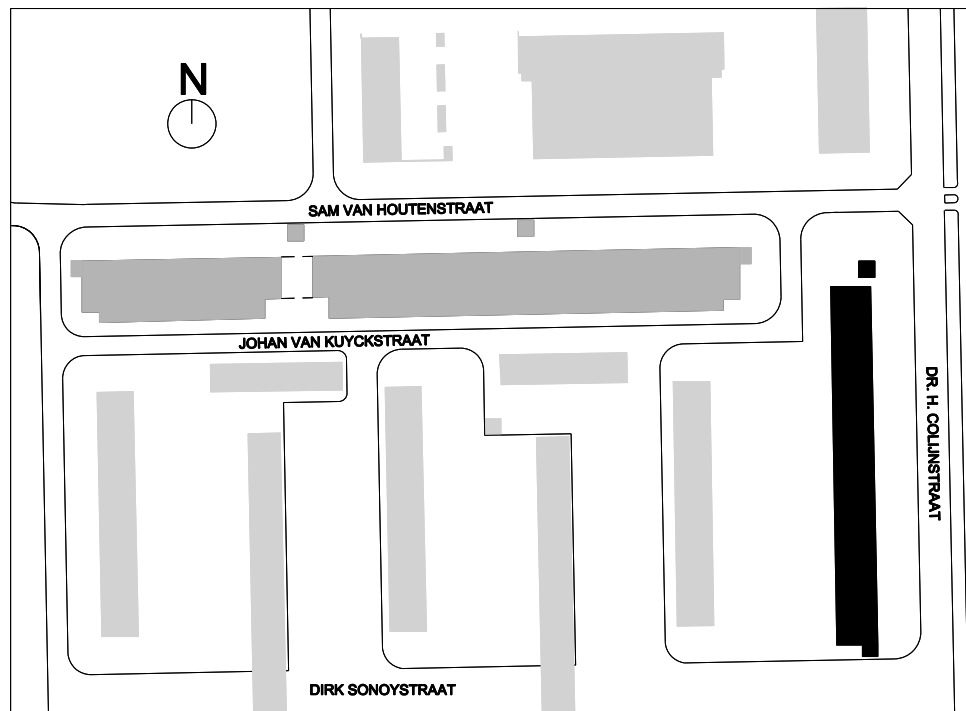 N
SAM VAN HOUTENSTRAAT
JOHAN VAN KUYCKSTRAAT
DR. H. COLIJNSTRAAT
DIRK SONOYSTRAAT